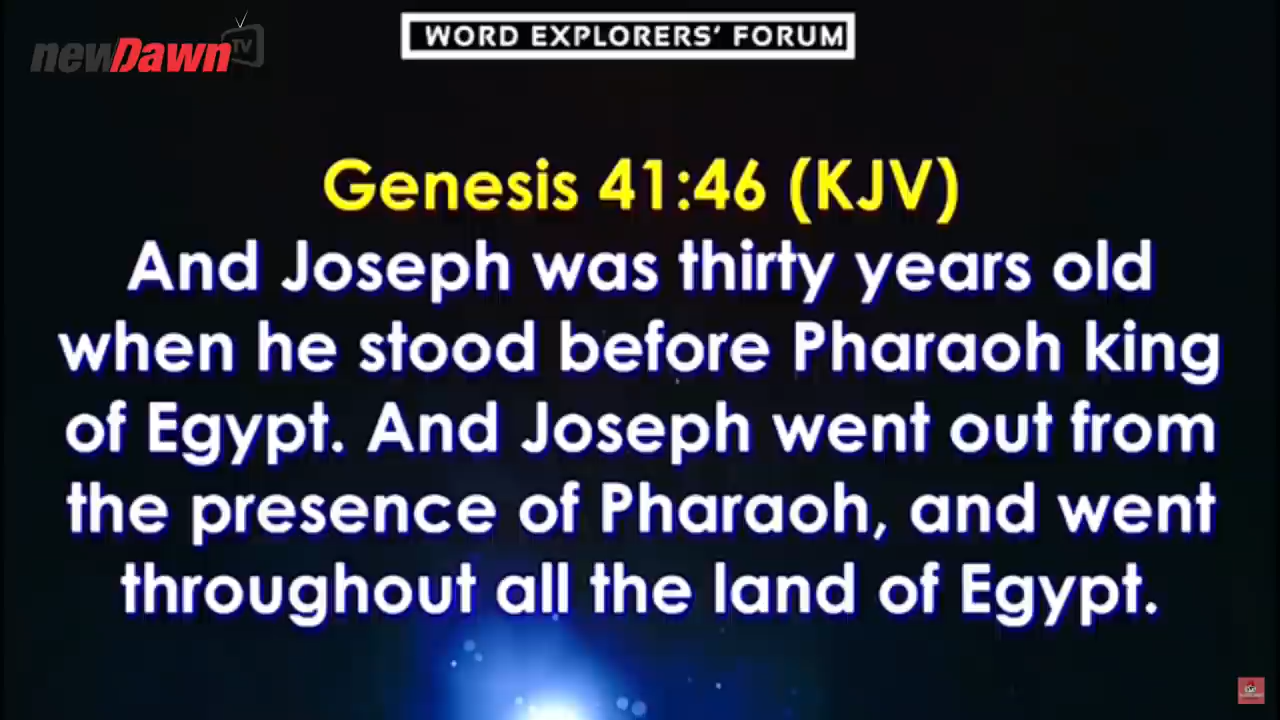 newDawn TV
WORD EXPLORERS' FORUM
Genesis 41:46 (KJV)
And Joseph was thirty years old
when he stood before Pharaoh king
of Egypt. And Joseph went out from
the presence of Pharaoh, and went
throughout all the land of Egypt.